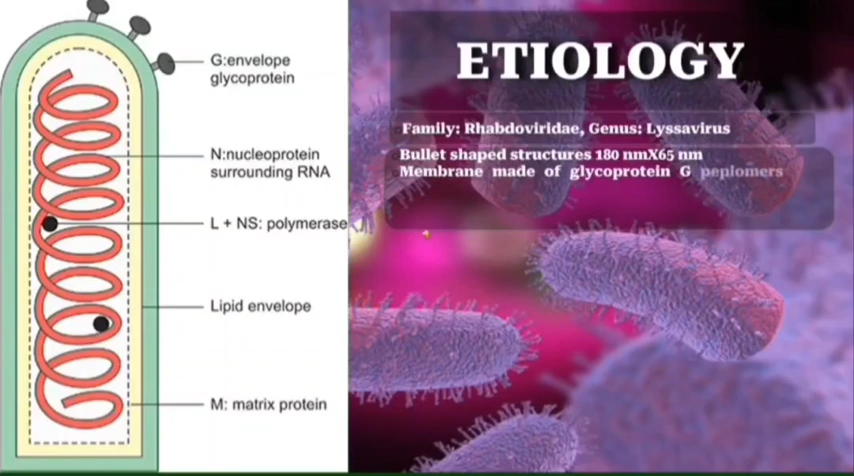 G:envelope
glycoprotein
N:nucleoprotein
surrounding RNA
L + NS: polymerase
Lipid envelope
M: matrix protein
ETIOLOGY
Family: Rhabdoviridae, Genus: Lyssavirus
Bullet shaped structures 180 nmX65 nm
Membrane made of glycoprotein G peplomers